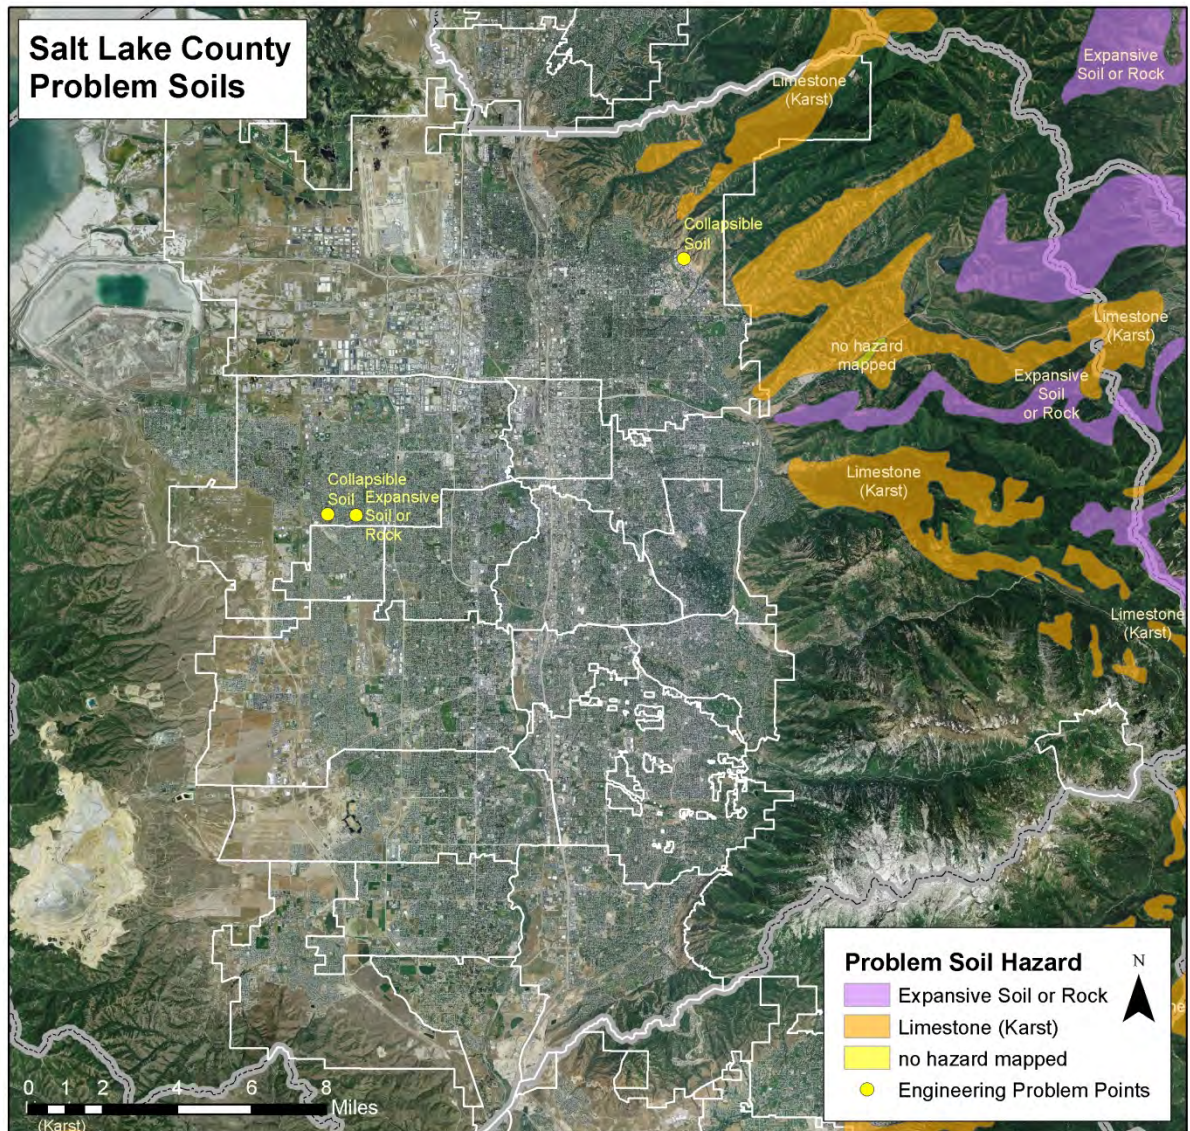 Salt Lake County
Problem Soils
Expansive
Soil or Rock
Limestone
(Karst)
Collapsible
Soil
Limestone
(Karst)
no hazard
mapped
Expansive
Soil
or Rock
Limestone
(Karst)
Collapsible
Soil
Expansive
Soil or
Rock
Limestone
(Karst)
Problem Soil Hazard
N
Expansive Soil or Rock
Limestone (Karst)
no hazard mapped
Engineering Problem Points
0 1 2 4 6 8
Miles
(Karst)